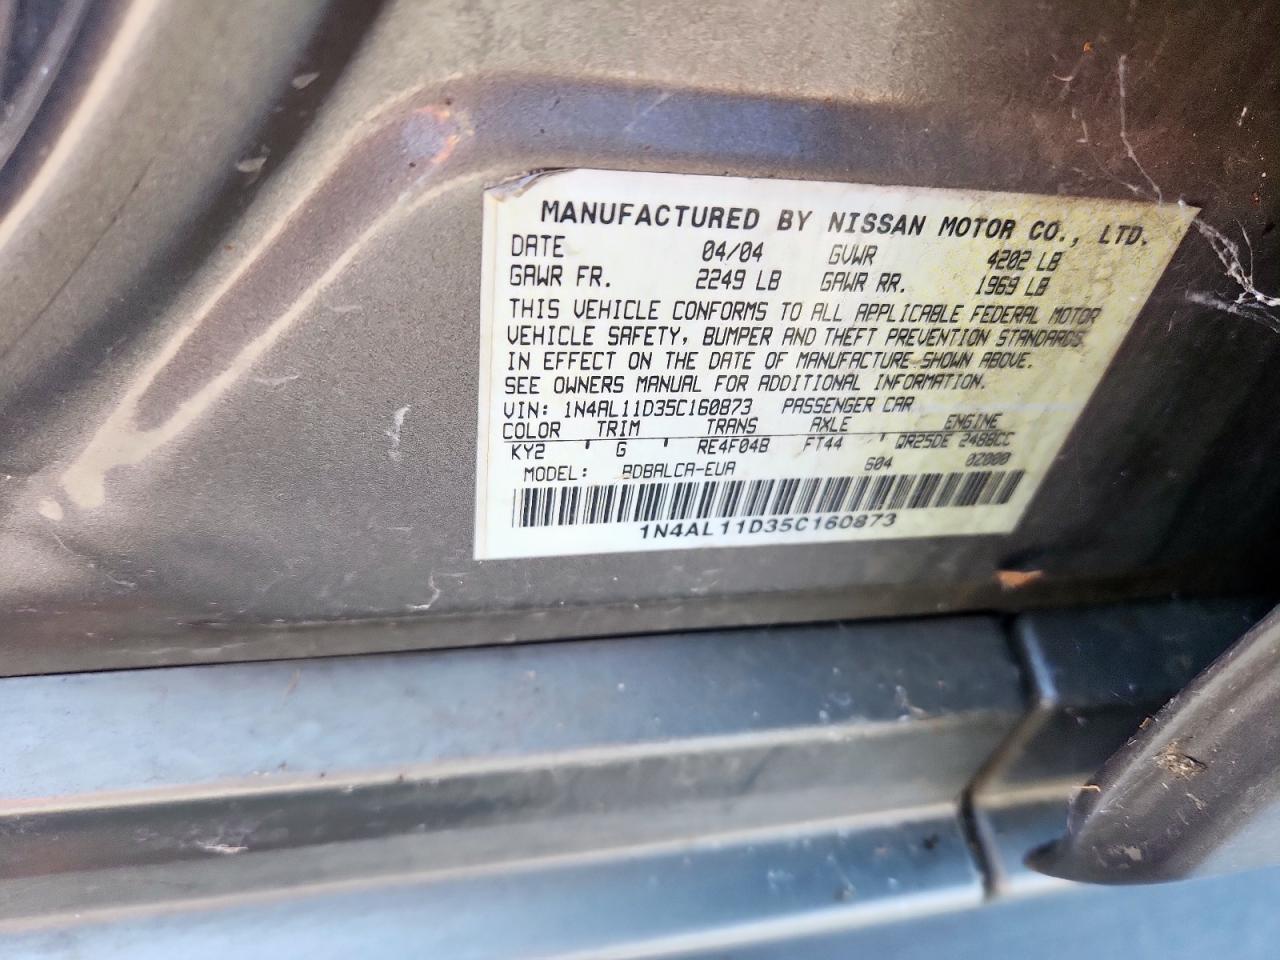 MANUFACTURED BY NISSAN MOTOR CO., LTD.
DATE 04/04 GVWR 4202 LB
GAWR FR. 2249 LB GAWR RR. 1969 LB
THIS VEHICLE CONFORMS TO ALL APPLICABLE FEDERAL MOTOR
VEHICLE SAFETY, BUMPER AND THEFT PREVENTION STANDARDS
IN EFFECT ON THE DATE OF MANUFACTURE SHOWN ABOVE.
SEE OWNERS MANUAL FOR ADDITIONAL INFORMATION.
VIN: 1N4AL11D35C160873 PASSENGER CAR
COLOR TRIM TRANS AXLE ENGINE
KY2 ' G ' RE4F04B FT44 ' QR25DE 2488CC
MODEL: BDBALCA-EUA 604 0Z000
1N4AL11D35C160873